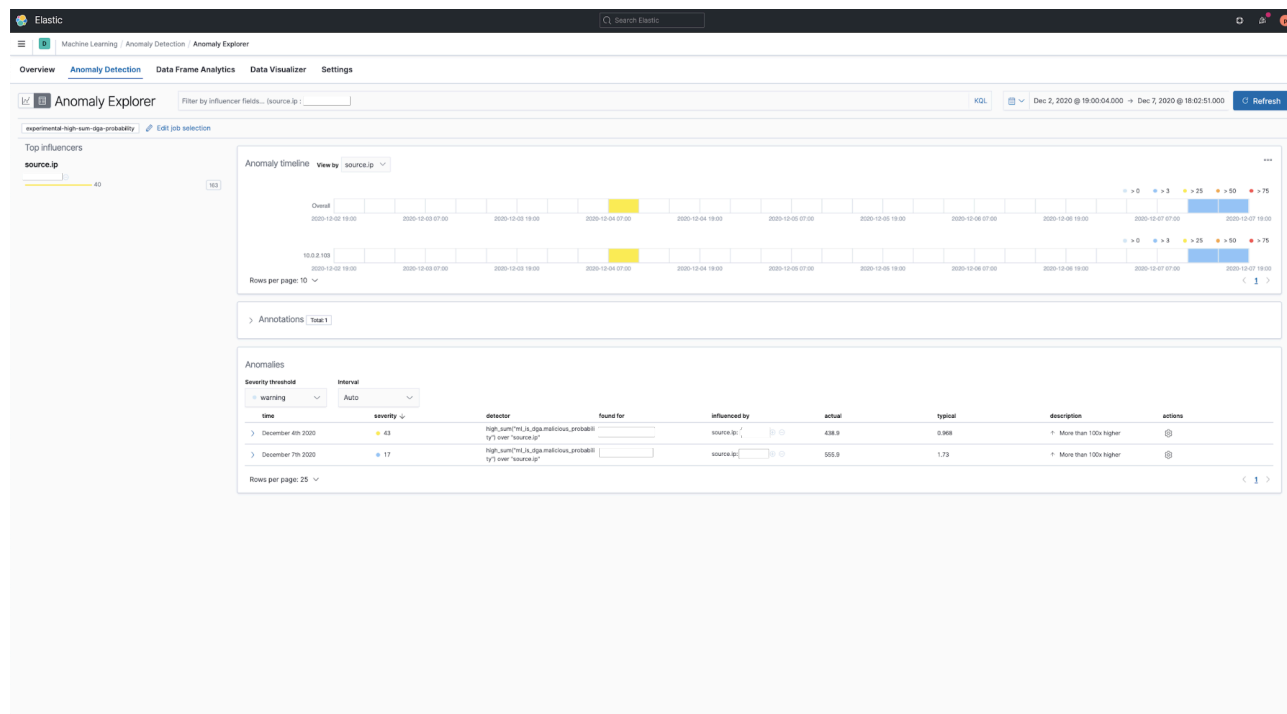 Elastic
Search Elastic
D
Machine Learning / Anomaly Detection / Anomaly Explorer
Overview Anomaly Detection Data Frame Analytics Data Visualizer Settings
Anomaly Explorer
Filter by influencer fields... (source.ip :
KQL
Dec 2, 2020 @ 19:00:04.000 → Dec 7, 2020 @ 18:02:51.000
Refresh
experimental-high-sum-dga-probability
Edit job selection
Top influencers
source.ip
40
163
Anomaly timeline View by source.ip
> 0 > 3 > 25 > 50 > 75
Overall
2020-12-02 19:00 2020-12-03 07:00 2020-12-03 19:00 2020-12-04 07:00 2020-12-04 19:00 2020-12-05 07:00 2020-12-05 19:00 2020-12-06 07:00 2020-12-06 19:00 2020-12-07 07:00 2020-12-07 19:00
> 0 > 3 > 25 > 50 > 75
10.0.2.103
2020-12-02 19:00 2020-12-03 07:00 2020-12-03 19:00 2020-12-04 07:00 2020-12-04 19:00 2020-12-05 07:00 2020-12-05 19:00 2020-12-06 07:00 2020-12-06 19:00 2020-12-07 07:00 2020-12-07 19:00
Rows per page: 10
1
Annotations Total: 1
Anomalies
Severity threshold Interval
warning Auto
time severity detector found for influenced by actual typical description actions
December 4th 2020 43 high_sum("ml_is_dga.malicious_probabili source.ip: 438.9 0.968 More than 100x higher
ty") over "source.ip"
December 7th 2020 17 high_sum("ml_is_dga.malicious_probabili source.ip: 555.9 1.73 More than 100x higher
ty") over "source.ip"
Rows per page: 25
1